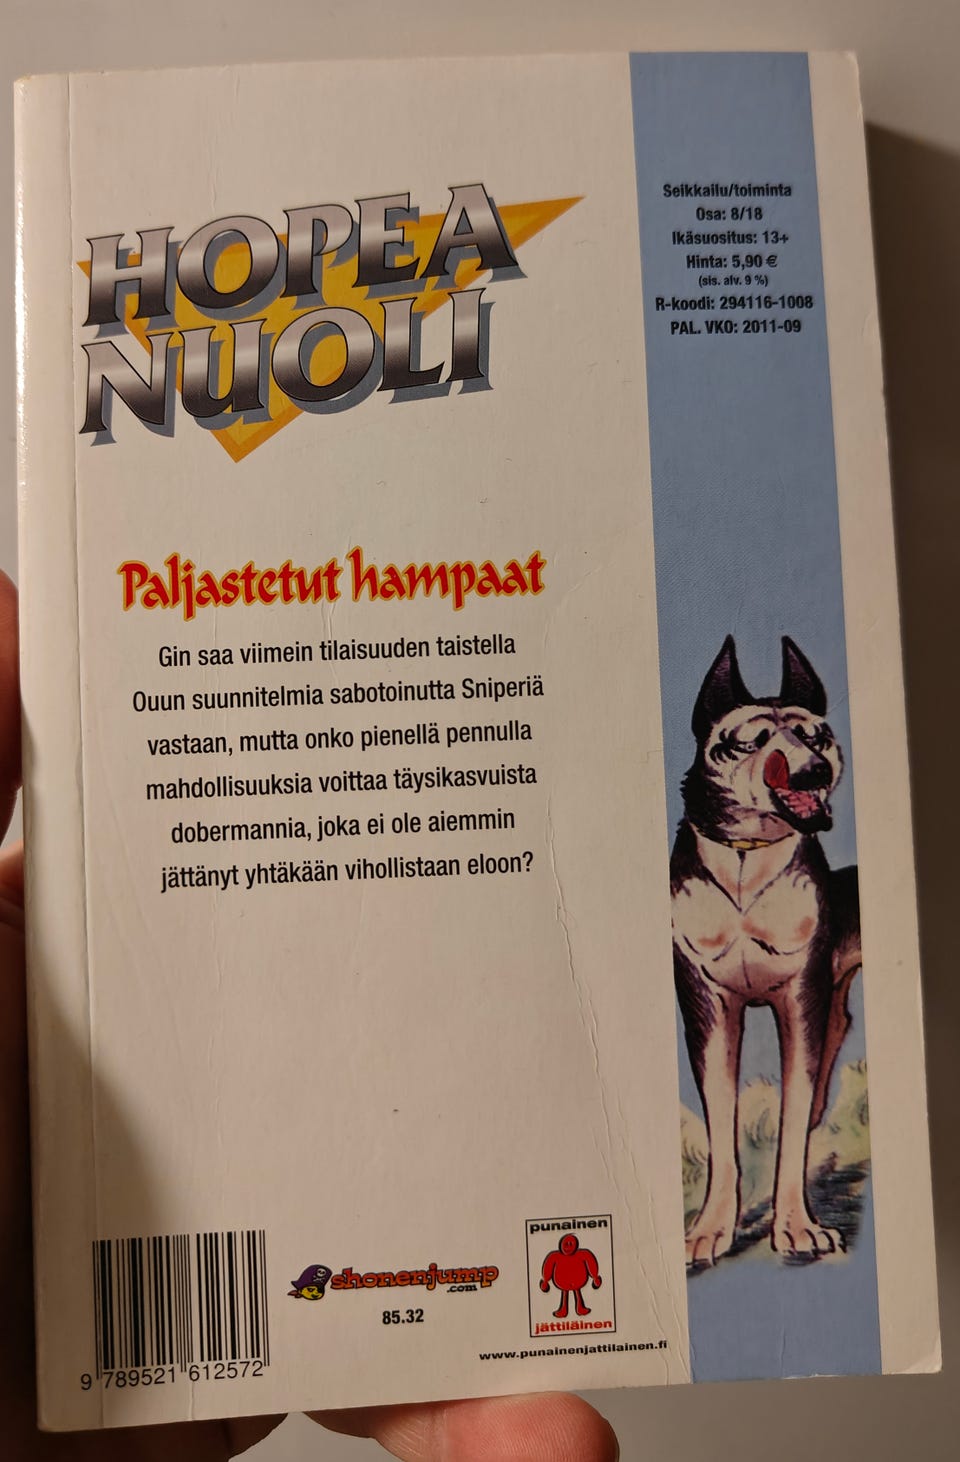 HOPEA
NUOLI
Seikkailu/toiminta
Osa: 8/18
Ikäsuositus: 13+
Hinta: 5,90 €
(sis. alv. 9 %)
R-koodi: 294116-1008
PAL. VKO: 2011-09
Paljastetut hampaat
Gin saa viimein tilaisuuden taistella
Ouun suunnitelmia sabotoinutta Sniperiä
vastaan, mutta onko pienellä pennulla
mahdollisuuksia voittaa täysikasvuista
dobermannia, joka ei ole aiemmin
jättänyt yhtäkään vihollistaan eloon?
9 789521 612572
shonenjump
.com
85.32
punainen
jättiläinen
www.punainenjattilainen.fi